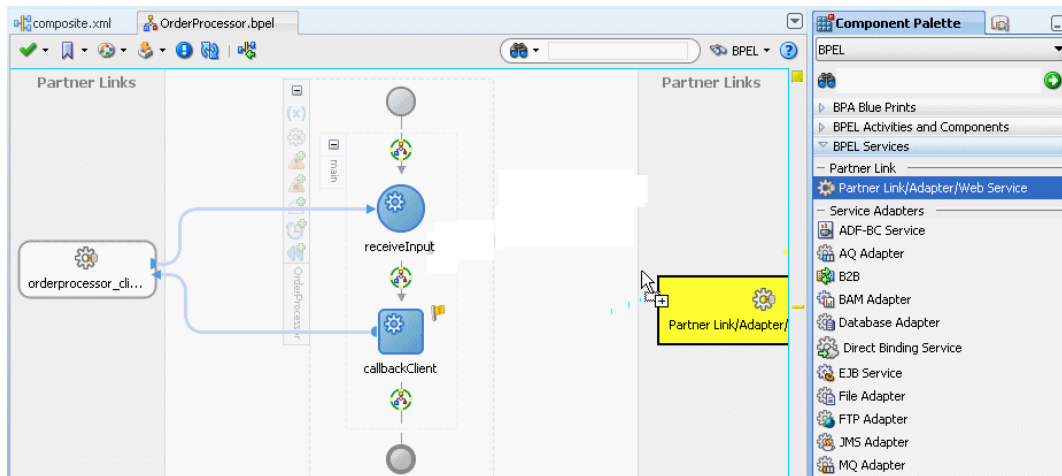 composite.xml
OrderProcessor.bpel
Component Palette
BPEL
BPEL
Partner Links
Partner Links
BPA Blue Prints
BPEL Activities and Components
BPEL Services
Partner Link
Partner Link/Adapter/Web Service
Service Adapters
ADF-BC Service
AQ Adapter
B2B
BAM Adapter
Database Adapter
Direct Binding Service
EJB Service
File Adapter
FTP Adapter
JMS Adapter
MQ Adapter
(x)
main
receiveInput
orderprocessor_cli...
OrderProcessor
callbackClient
Partner Link/Adapter/